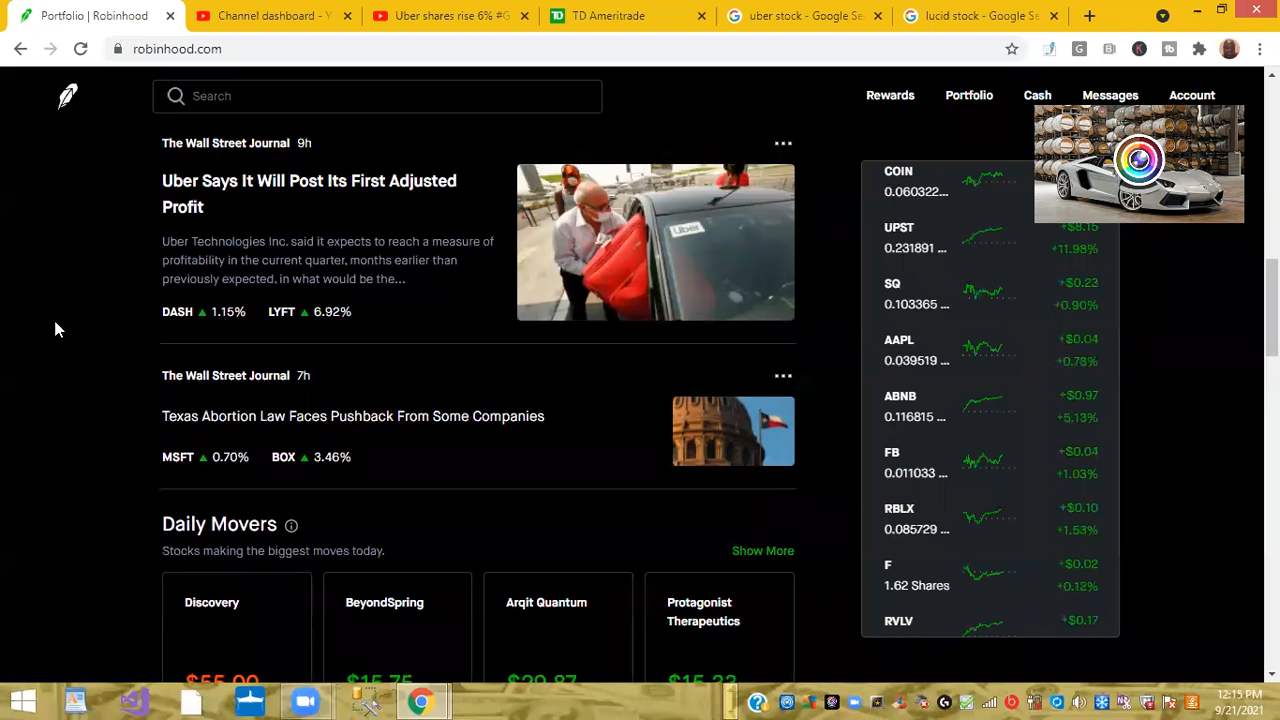 Portfolio | Robinhood
Channel dashboard - Y
Uber shares rise 6% #G
TD Ameritrade
uber stock - Google Se
lucid stock - Google Se
robinhood.com
Search
Rewards
Portfolio
Cash
Messages
Account
The Wall Street Journal 9h
Uber Says It Will Post Its First Adjusted
Profit
Uber Technologies Inc. said it expects to reach a measure of
profitability in the current quarter, months earlier than
previously expected, in what would be the...
DASH 1.15% LYFT 6.92%
Uber
The Wall Street Journal 7h
Texas Abortion Law Faces Pushback From Some Companies
MSFT 0.70% BOX 3.46%
Daily Movers
Stocks making the biggest moves today.
Show More
Discovery
$55.00
BeyondSpring
$15.75
Arqit Quantum
$29.87
Protagonist
Therapeutics
COIN
0.060322...
UPST
0.231891 ...
+$8.15
+11.98%
SQ
0.103365 ...
+$0.23
+0.90%
AAPL
0.039519 ...
+$0.04
+0.78%
ABNB
0.116815 ...
+$0.97
+5.13%
FB
0.011033 ...
+$0.04
+1.03%
RBLX
0.085729 ...
+$0.10
+1.53%
F
1.62 Shares
+$0.02
+0.12%
RVLV
+$0.17
12:15 PM
9/21/2021